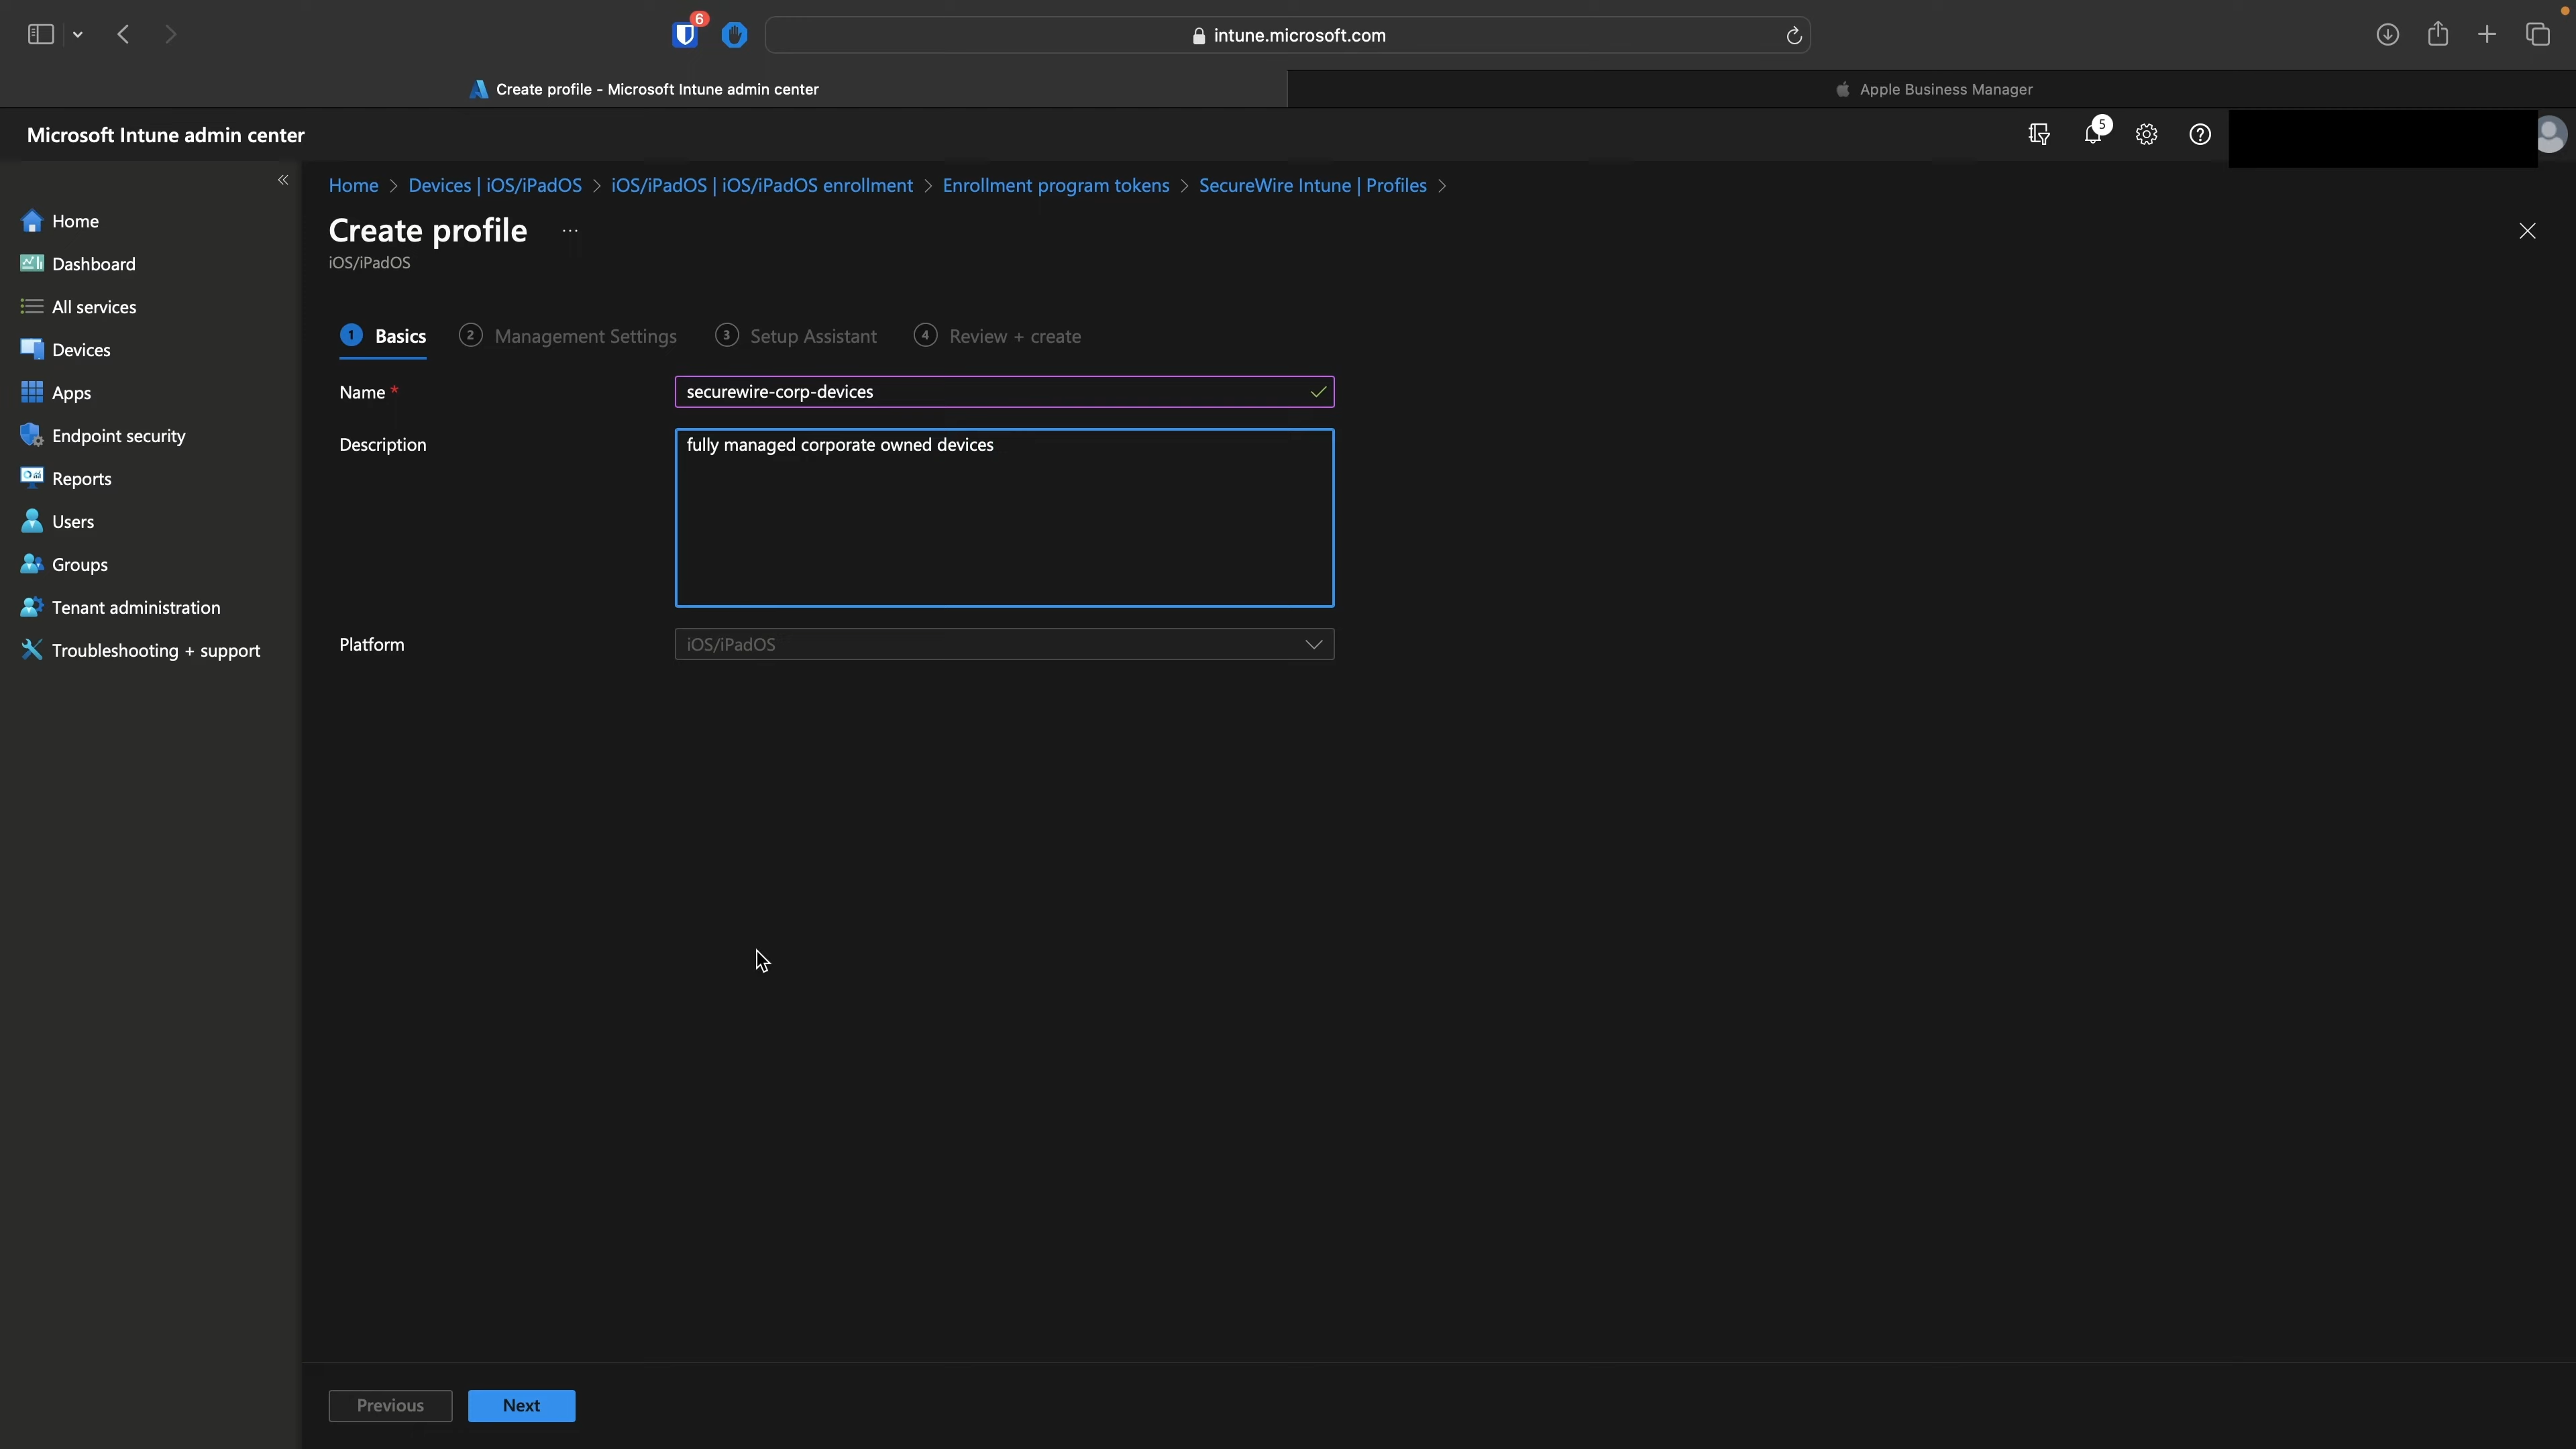 6
intune.microsoft.com
Create profile - Microsoft Intune admin center
Apple Business Manager
Microsoft Intune admin center
5
Home > Devices | iOS/iPadOS > iOS/iPadOS | iOS/iPadOS enrollment > Enrollment program tokens > SecureWire Intune | Profiles >
Create profile ...
iOS/iPadOS
Home
Dashboard
All services
Devices
Apps
Endpoint security
Reports
Users
Groups
Tenant administration
Troubleshooting + support
1 Basics 2 Management Settings 3 Setup Assistant 4 Review + create
Name * securewire-corp-devices
Description fully managed corporate owned devices
Platform iOS/iPadOS
Previous Next